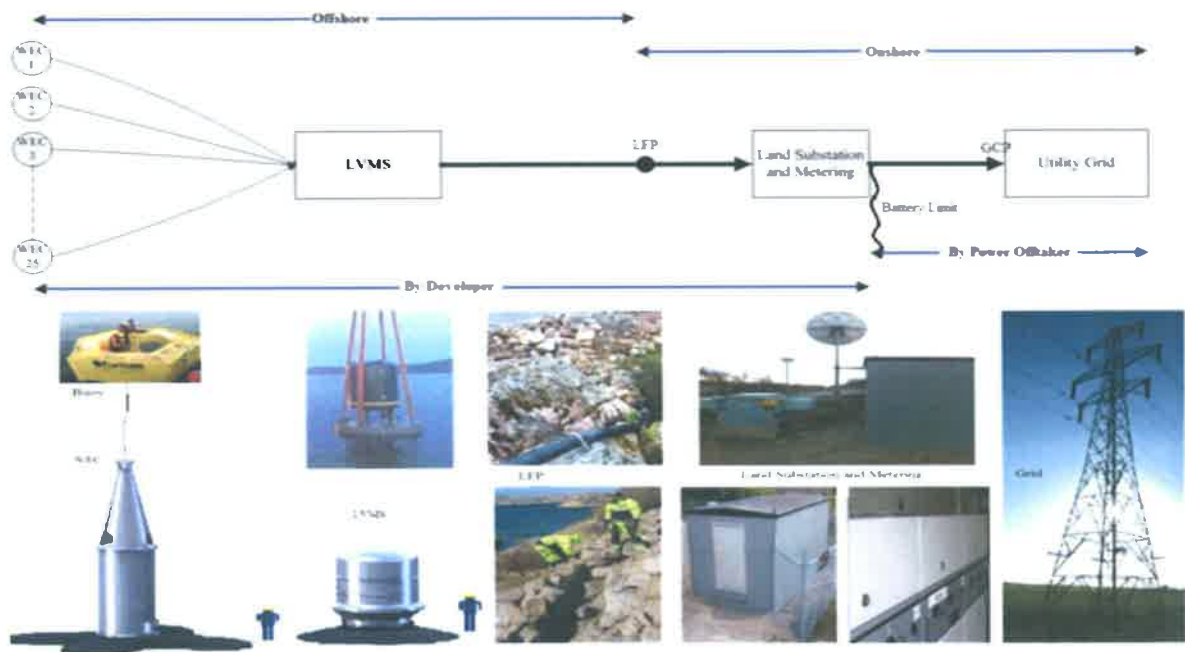 Offshore
Onshore
WEC
1
WEC
2
WEC
3
WEC
25
LVMS
LFP
Land Substation
and Metering
GCP
Utility Grid
Battery Limit
By Power Offtaker
By Developer
Buoy
WEC
LVMS
LFP
Land Substation and Metering
Grid